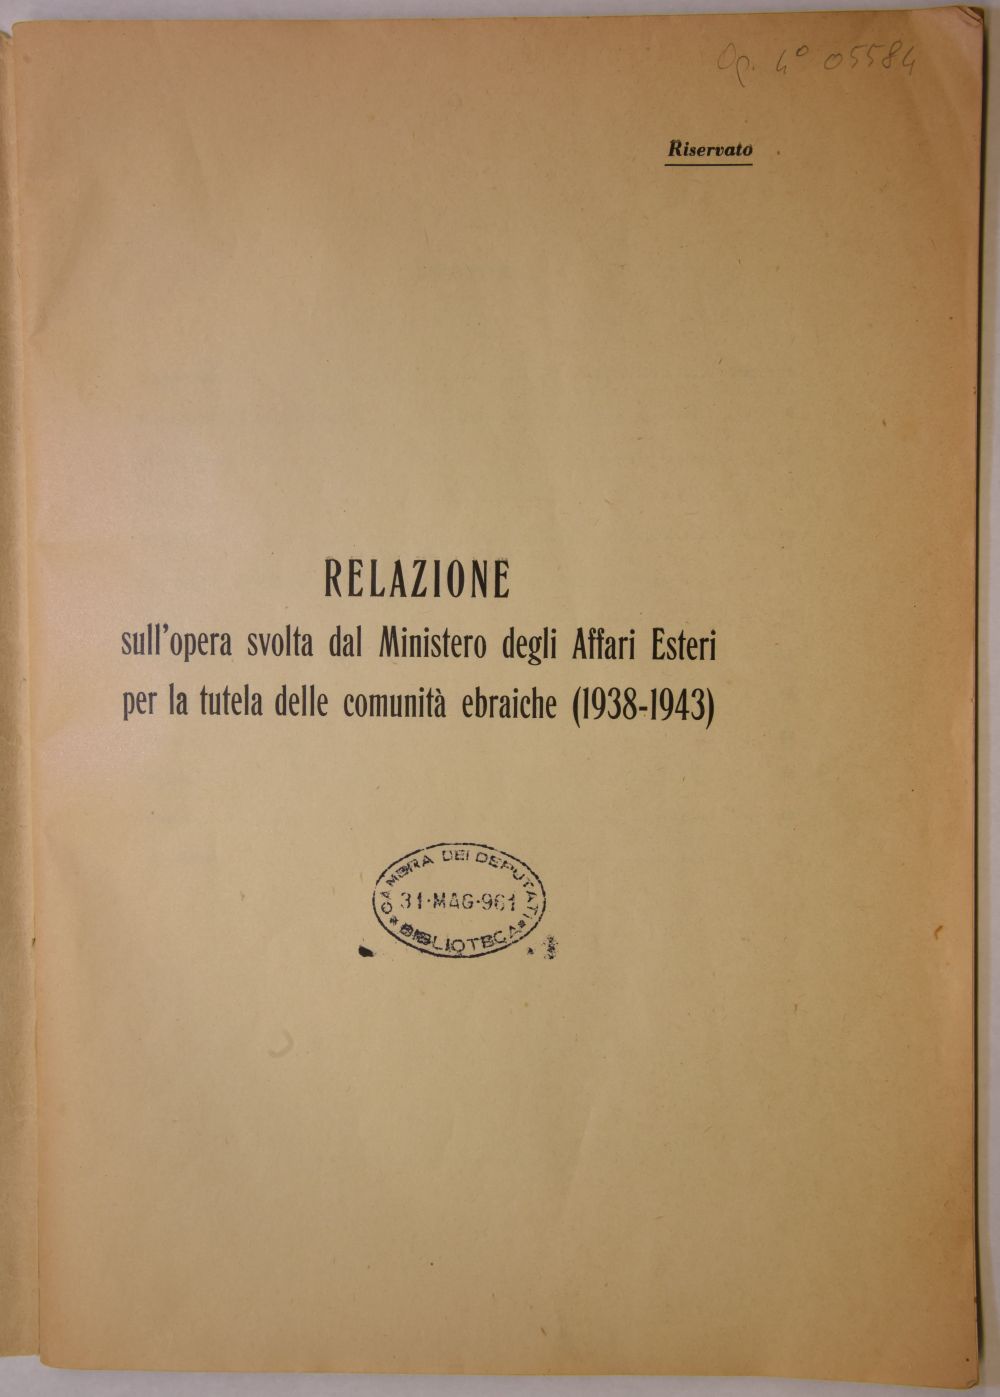 Op. 4° 05584
Riservato
RELAZIONE
sull'opera svolta dal Ministero degli Affari Esteri
per la tutela delle comunità ebraiche (1938-1943)
CAMERA DEI DEPUTATI
31·MAG·961
* BIBLIOTECA *